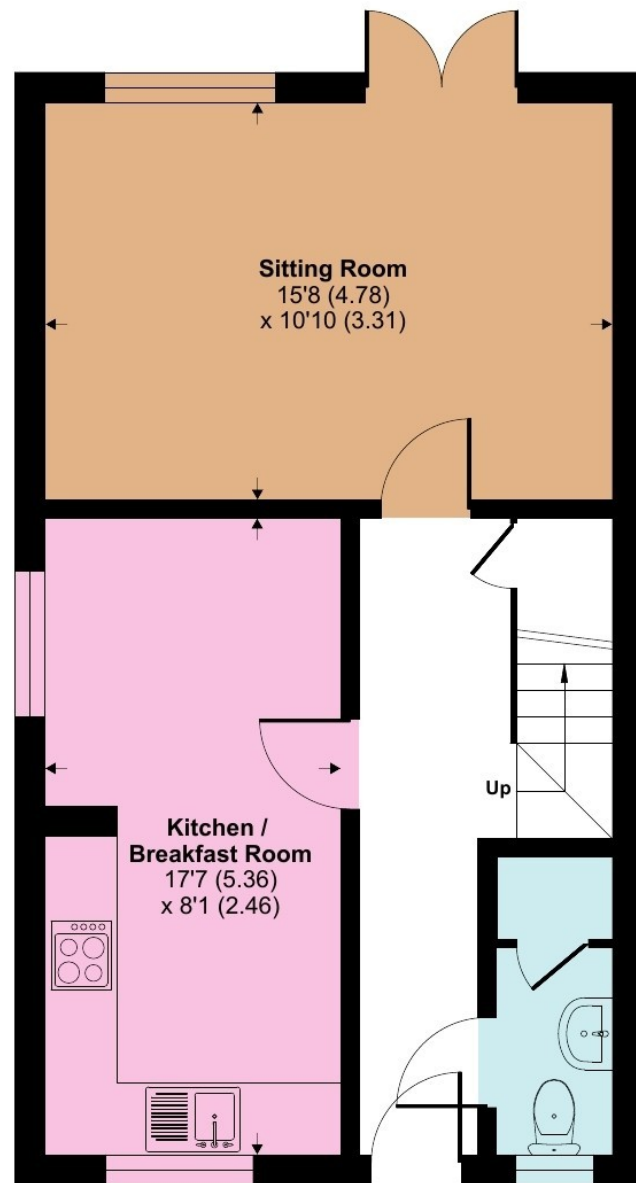 Sitting Room
15'8 (4.78)
x 10'10 (3.31)
Up
Kitchen /
Breakfast Room
17'7 (5.36)
x 8'1 (2.46)